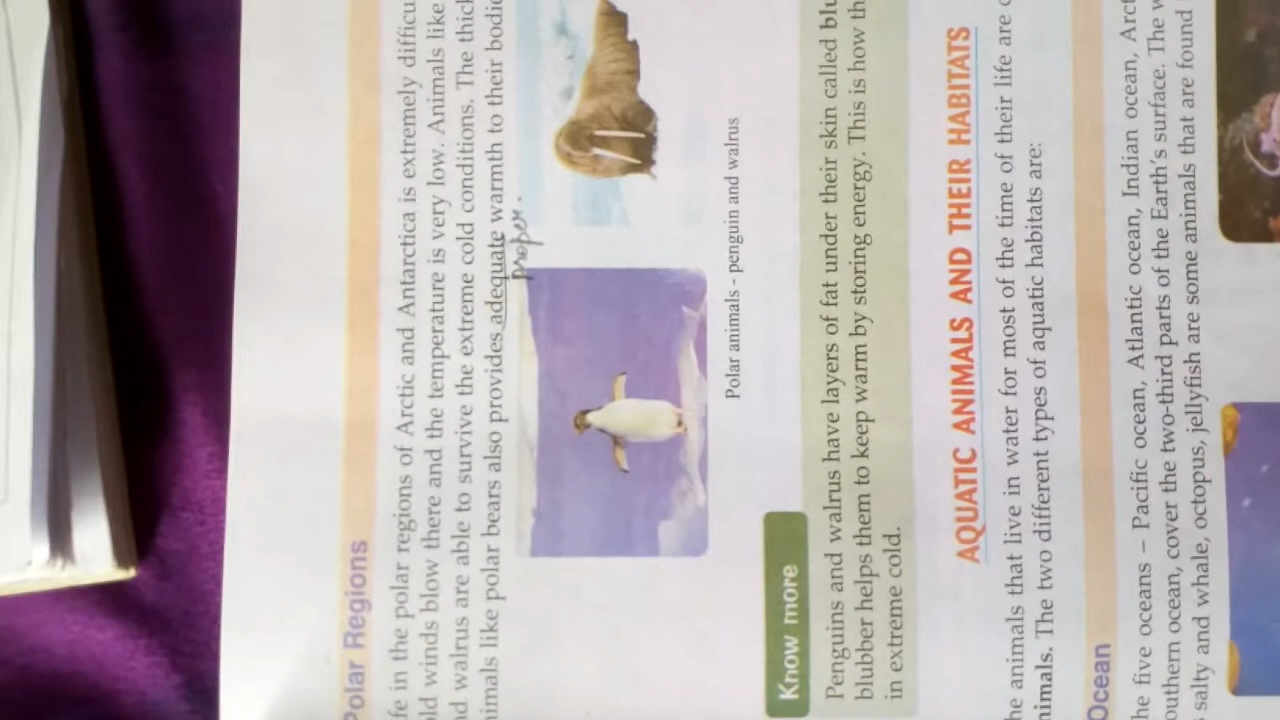 Polar Regions
fe in the polar regions of Arctic and Antarctica is extremely difficu
ld winds blow there and the temperature is very low. Animals like
nd walrus are able to survive the extreme cold conditions. The thick
nimals like polar bears also provides adequate warmth to their bodie
proper.
Polar animals - penguin and walrus
Know more
Penguins and walrus have layers of fat under their skin called blu
blubber helps them to keep warm by storing energy. This is how th
in extreme cold.
AQUATIC ANIMALS AND THEIR HABITATS
he animals that live in water for most of the time of their life are
nimals. The two different types of aquatic habitats are:
Ocean
he five oceans – Pacific ocean, Atlantic ocean, Indian ocean, Arct
outhern ocean, cover the two-third parts of the Earth's surface. The w
salty and whale, octopus, jellyfish are some animals that are found